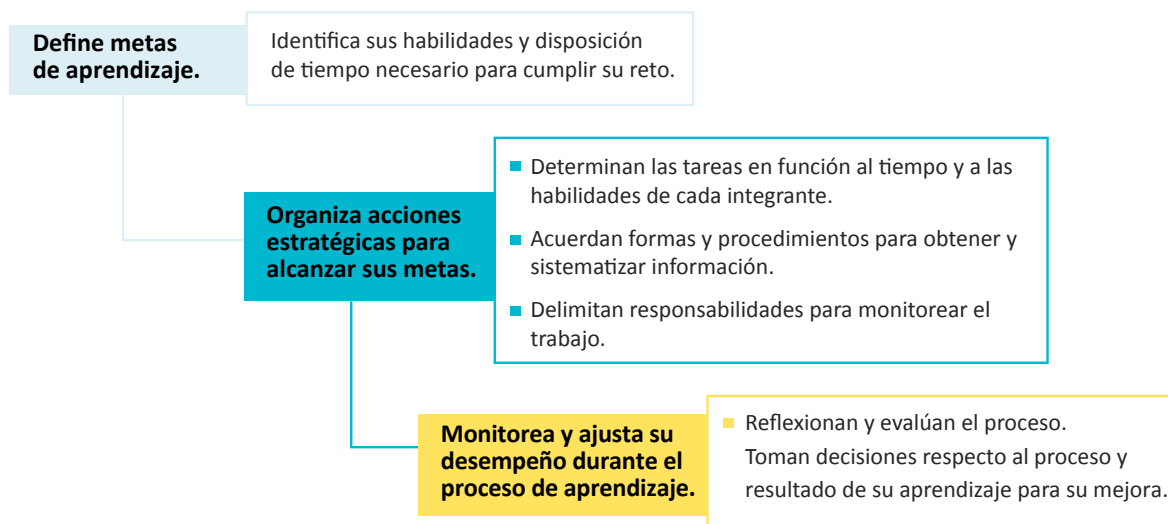 Define metas
de aprendizaje.
Identifica sus habilidades y disposición
de tiempo necesario para cumplir su reto.
Organiza acciones
estratégicas para
alcanzar sus metas.
Determinan las tareas en función al tiempo y a las
habilidades de cada integrante.
Acuerdan formas y procedimientos para obtener y
sistematizar información.
Delimitan responsabilidades para monitorear el
trabajo.
Monitorea y ajusta su
desempeño durante el
proceso de aprendizaje.
Reflexionan y evalúan el proceso.
Toman decisiones respecto al proceso y
resultado de su aprendizaje para su mejora.